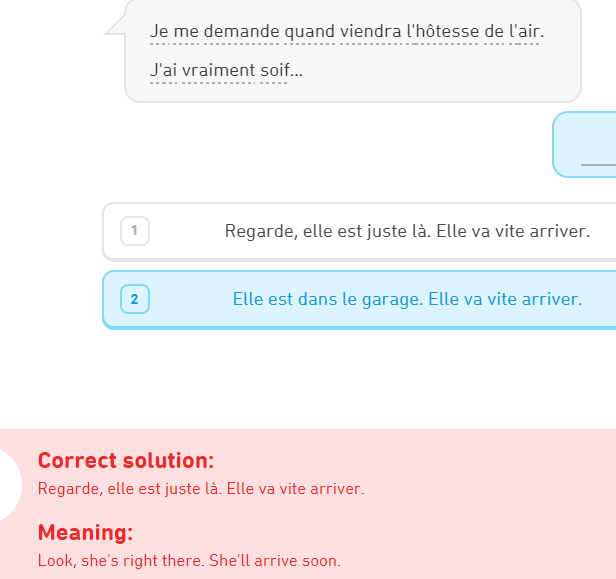 Je me demande quand viendra l'hôtesse de l'air.
J'ai vraiment soif...
1
Regarde, elle est juste là. Elle va vite arriver.
2
Elle est dans le garage. Elle va vite arriver.
Correct solution:
Regarde, elle est juste là. Elle va vite arriver.
Meaning:
Look, she's right there. She'll arrive soon.